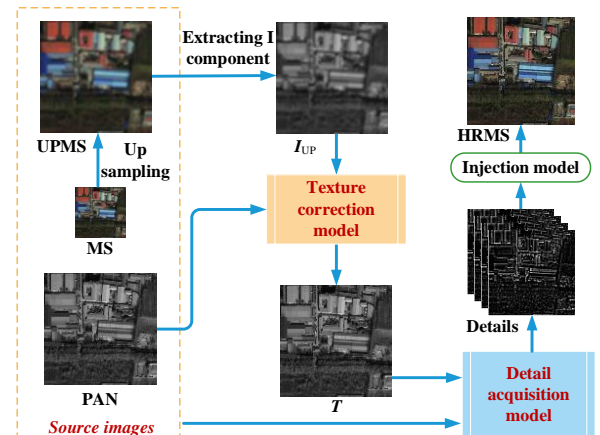 Extracting I
component
UPMS
Up
sampling
MS
PAN
Source images
I_UP
Texture
correction
model
T
HRMS
Injection model
Details
Detail
acquisition
model